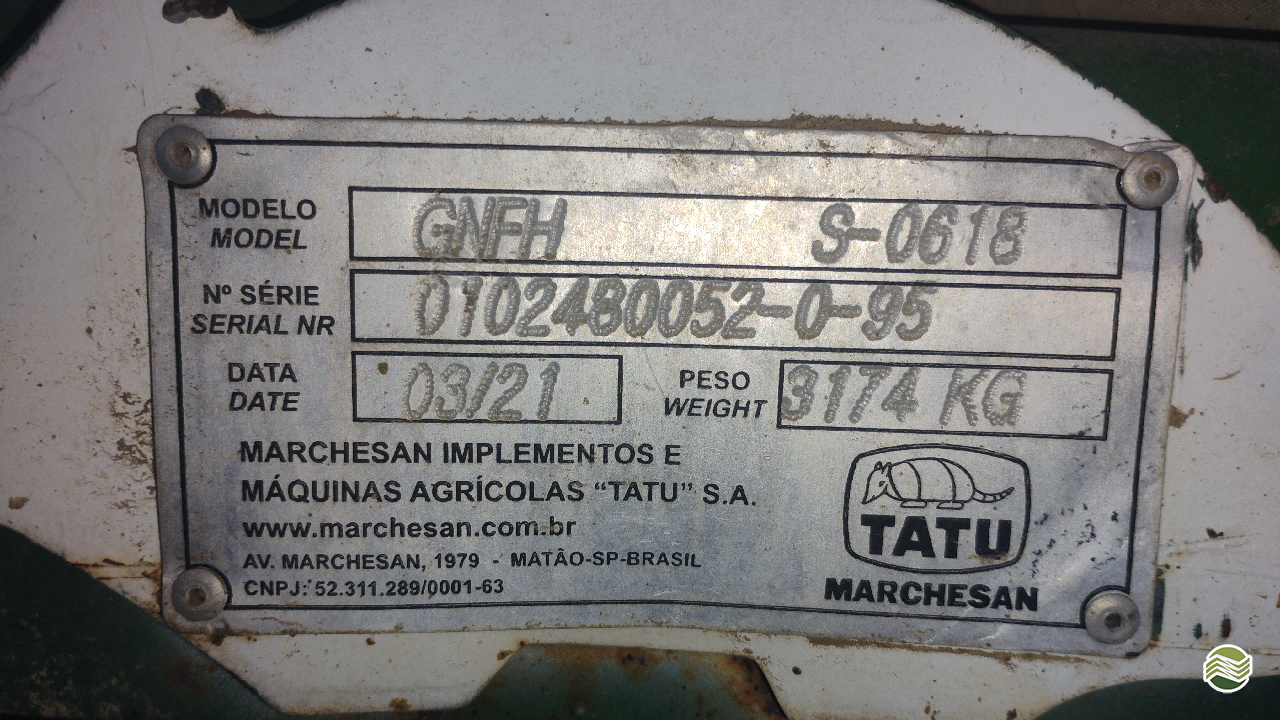 MODELO GNFH S-0618
MODEL
Nº SÉRIE 0102480052-0-95
SERIAL NR
DATA 03/21 PESO 3174 KG
DATE WEIGHT
MARCHESAN IMPLEMENTOS E
MÁQUINAS AGRÍCOLAS “TATU” S.A.
www.marchesan.com.br
AV. MARCHESAN, 1979 - MATÃO-SP-BRASIL
CNPJ: 52.311.289/0001-63
TATU
MARCHESAN